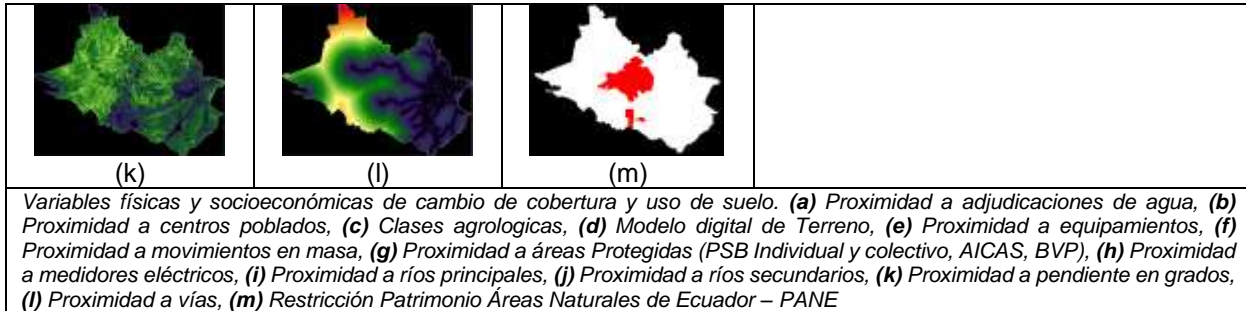 (k) (l) (m)
Variables físicas y socioeconómicas de cambio de cobertura y uso de suelo. (a) Proximidad a adjudicaciones de agua, (b)
Proximidad a centros poblados, (c) Clases agrologicas, (d) Modelo digital de Terreno, (e) Proximidad a equipamientos, (f)
Proximidad a movimientos en masa, (g) Proximidad a áreas Protegidas (PSB Individual y colectivo, AICAS, BVP), (h) Proximidad
a medidores eléctricos, (i) Proximidad a ríos principales, (j) Proximidad a ríos secundarios, (k) Proximidad a pendiente en grados,
(l) Proximidad a vías, (m) Restricción Patrimonio Áreas Naturales de Ecuador – PANE